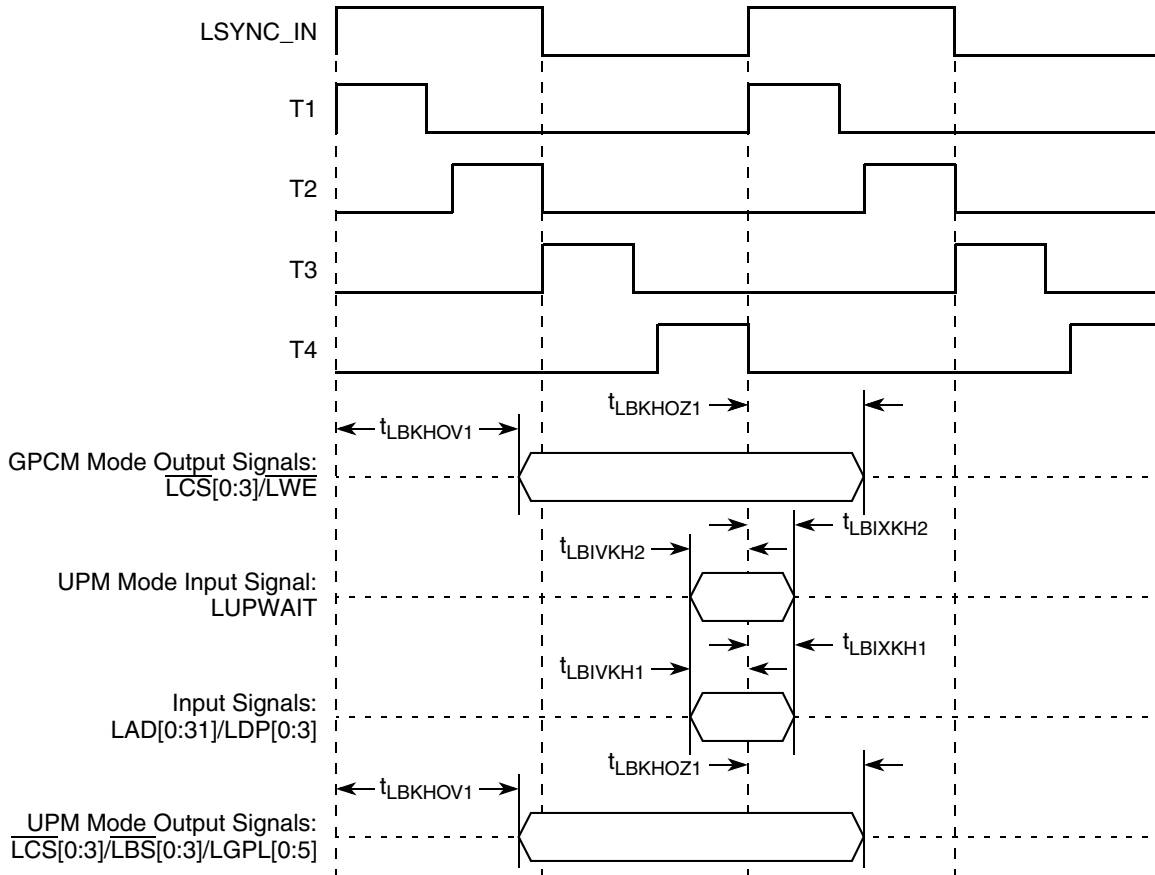 LSYNC_IN
T1
T2
T3
T4
tLBKHOZ1
tLBKHOV1
GPCM Mode Output Signals:
LCS[0:3]/LWE
tLBIXKH2
tLBIVKH2
UPM Mode Input Signal:
LUPWAIT
tLBIXKH1
tLBIVKH1
Input Signals:
LAD[0:31]/LDP[0:3]
tLBKHOZ1
tLBKHOV1
UPM Mode Output Signals:
LCS[0:3]/LBS[0:3]/LGPL[0:5]